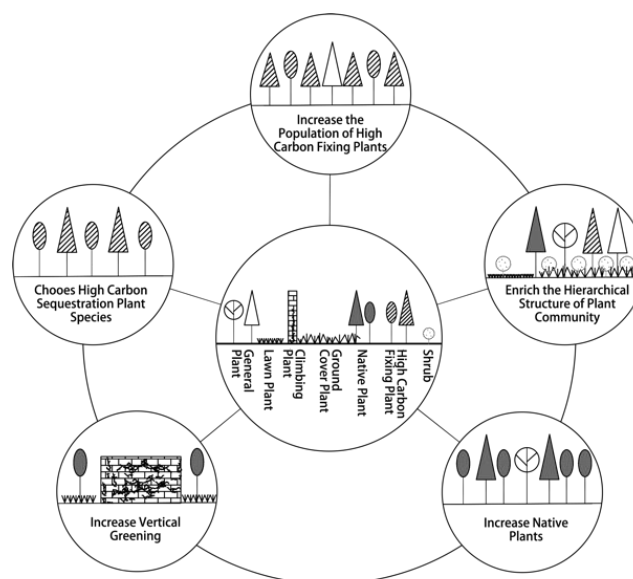 Increase the
Population of High
Carbon Fixing Plants
Chooes High Carbon
Sequestration Plant
Species
Enrich the Hierarchical
Structure of Plant
Community
General
Plant
Lawn Plant
Climbing
Plant
Ground
Cover Plant
Native Plant
High Carbon
Fixing Plant
Shrub
Increase Vertical
Greening
Increase Native
Plants